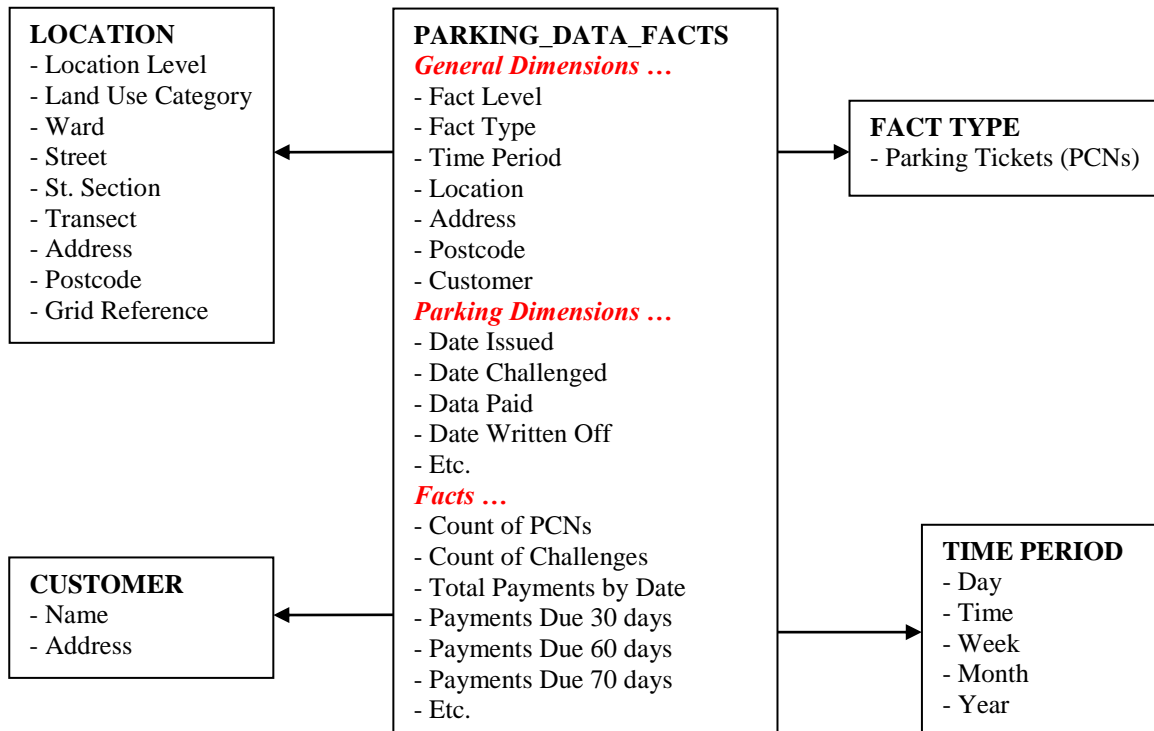 LOCATION
- Location Level
- Land Use Category
- Ward
- Street
- St. Section
- Transect
- Address
- Postcode
- Grid Reference
PARKING_DATA_FACTS
General Dimensions …
- Fact Level
- Fact Type
- Time Period
- Location
- Address
- Postcode
- Customer
Parking Dimensions …
- Date Issued
- Date Challenged
- Data Paid
- Date Written Off
- Etc.
Facts …
- Count of PCNs
- Count of Challenges
- Total Payments by Date
- Payments Due 30 days
- Payments Due 60 days
- Payments Due 70 days
- Etc.
FACT TYPE
- Parking Tickets (PCNs)
CUSTOMER
- Name
- Address
TIME PERIOD
- Day
- Time
- Week
- Month
- Year